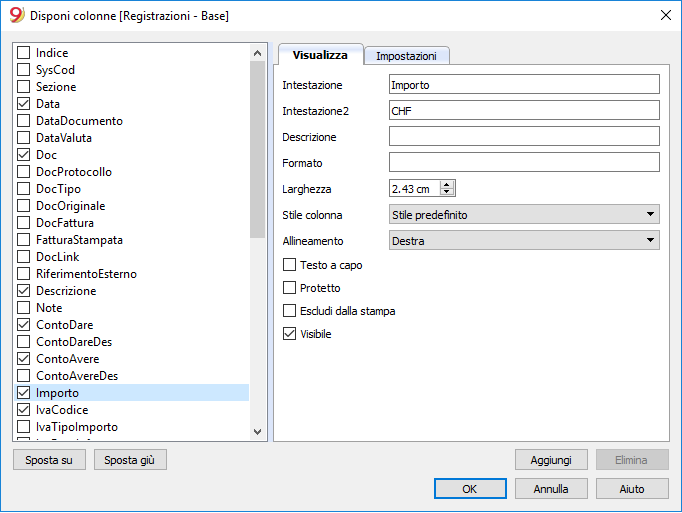 Disponi colonne [Registrazioni - Base]
Indice
SysCod
Sezione
Data
DataDocumento
DataValuta
Doc
DocProtocollo
DocTipo
DocOriginale
DocFattura
FatturaStampata
DocLink
RiferimentoEsterno
Descrizione
Note
ContoDare
ContoDareDes
ContoAvere
ContoAvereDes
Importo
IvaCodice
IvaTipoImporto
Sposta su Sposta giù
Visualizza Impostazioni
Intestazione Importo
Intestazione2 CHF
Descrizione
Formato
Larghezza 2.43 cm
Stile colonna Stile predefinito
Allineamento Destra
Testo a capo
Protetto
Escludi dalla stampa
Visibile
Aggiungi Elimina
OK Annulla Aiuto